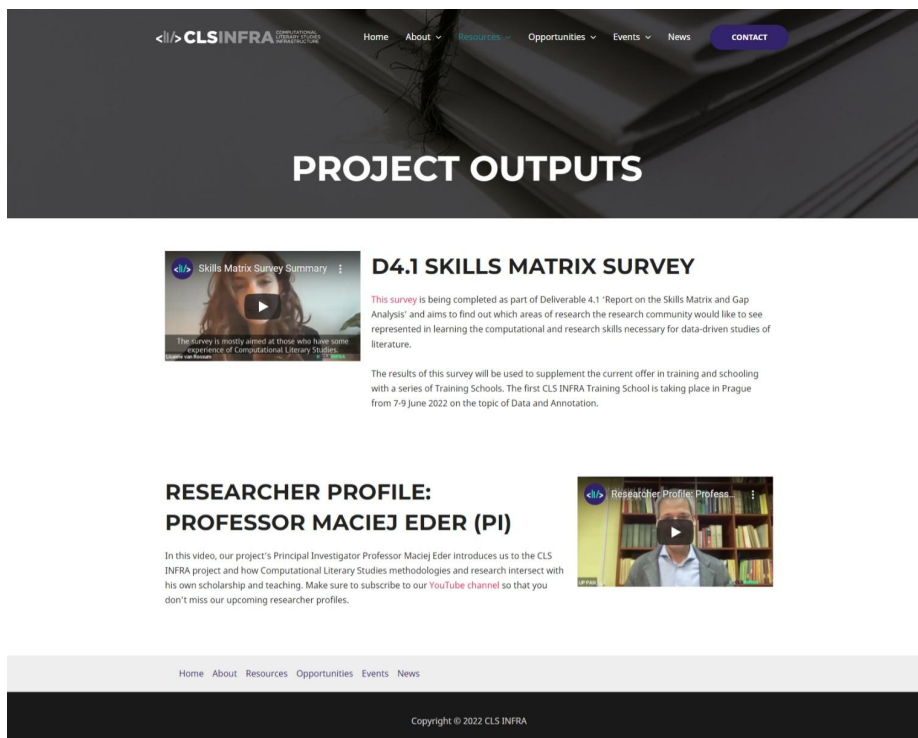 <//> CLSINFRA COMPUTATIONAL
LITERARY STUDIES
INFRASTRUCTURE
Home About Resources Opportunities Events News CONTACT
PROJECT OUTPUTS
Skills Matrix Survey Summary
The survey is mostly aimed at those who have some
experience of Computational Literary Studies.
D4.1 SKILLS MATRIX SURVEY
This survey is being completed as part of Deliverable 4.1 'Report on the Skills Matrix and Gap
Analysis' and aims to find out which areas of research the research community would like to see
represented in learning the computational and research skills necessary for data-driven studies of
literature.
The results of this survey will be used to supplement the current offer in training and schooling
with a series of Training Schools. The first CLS INFRA Training School is taking place in Prague
from 7-9 June 2022 on the topic of Data and Annotation.
RESEARCHER PROFILE:
PROFESSOR MACIEJ EDER (PI)
In this video, our project's Principal Investigator Professor Maciej Eder introduces us to the CLS
INFRA project and how Computational Literary Studies methodologies and research intersect with
his own scholarship and teaching. Make sure to subscribe to our YouTube channel so that you
don't miss our upcoming researcher profiles.
Researcher Profile: Profess...
UP PAN
Home About Resources Opportunities Events News
Copyright © 2022 CLS INFRA